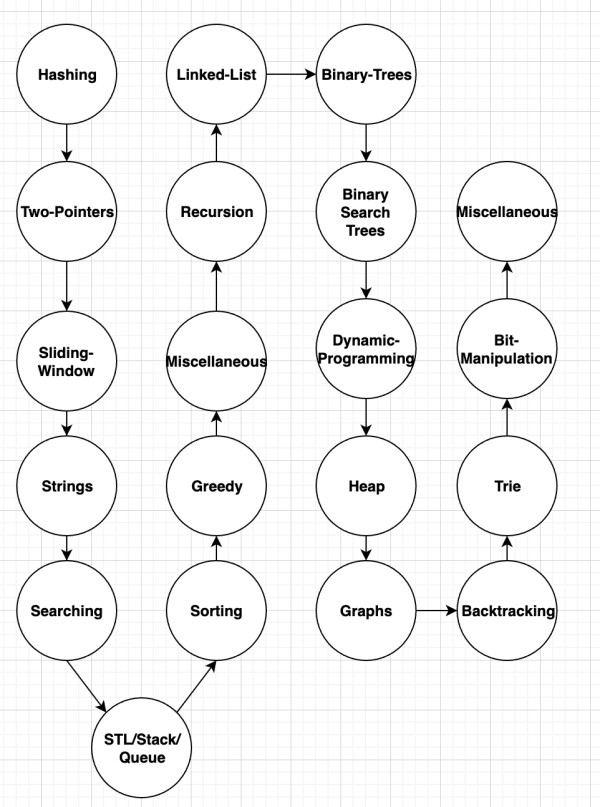 Hashing
Two-Pointers
Sliding-
Window
Strings
Searching
STL/Stack/
Queue
Sorting
Greedy
Miscellaneous
Recursion
Linked-List
Binary-Trees
Binary
Search
Trees
Dynamic-
Programming
Heap
Graphs
Backtracking
Trie
Bit-
Manipulation
Miscellaneous